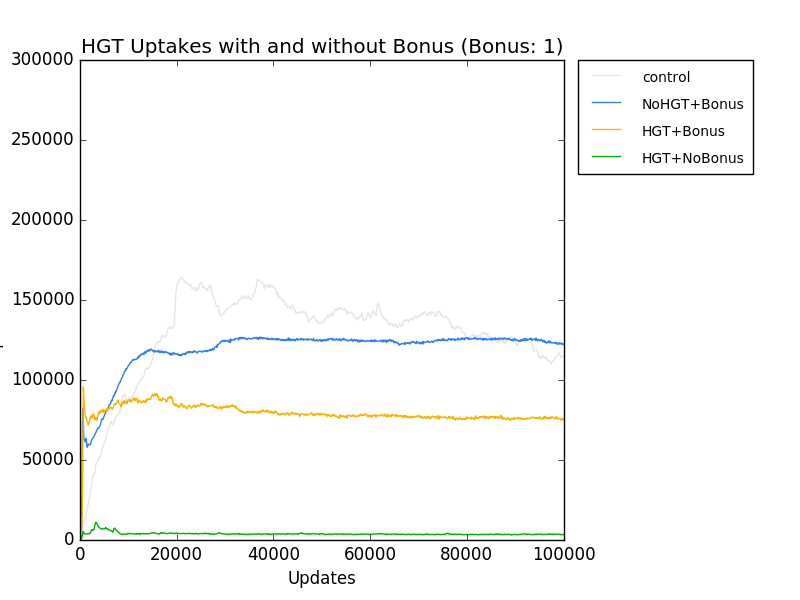 HGT Uptakes with and without Bonus (Bonus: 1)
300000
250000
200000
150000
100000
50000
0
0 20000 40000 60000 80000 100000
Updates
control
NoHGT+Bonus
HGT+Bonus
HGT+NoBonus